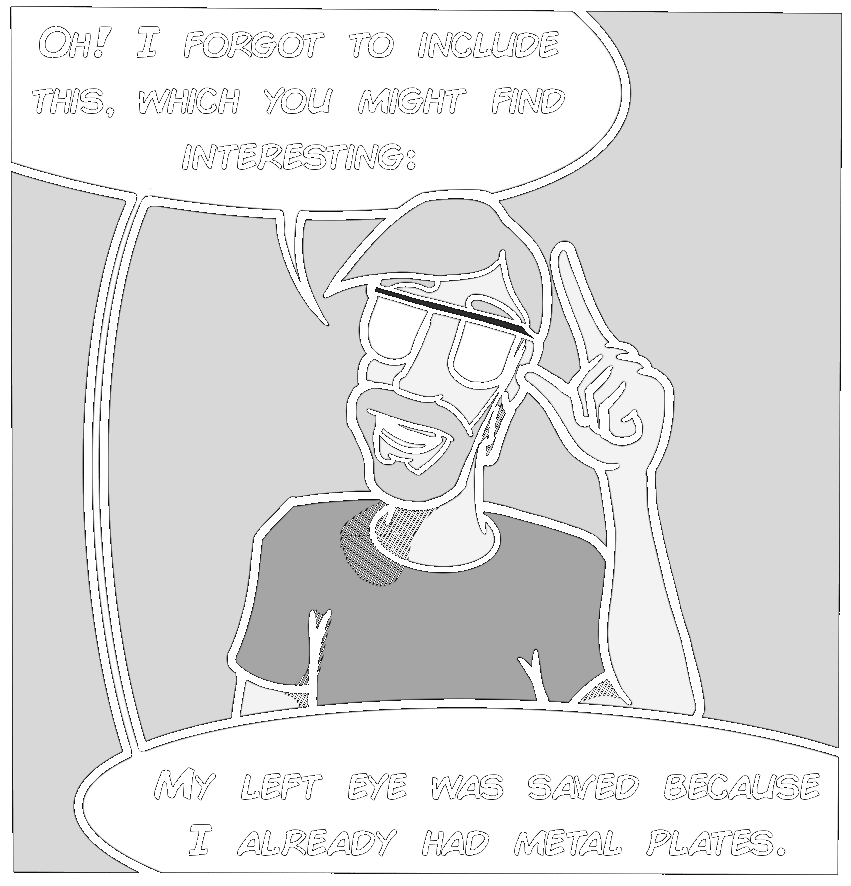 Oh! I forgot to include
this, which you might find
interesting:
My left eye was saved because
I already had metal plates.